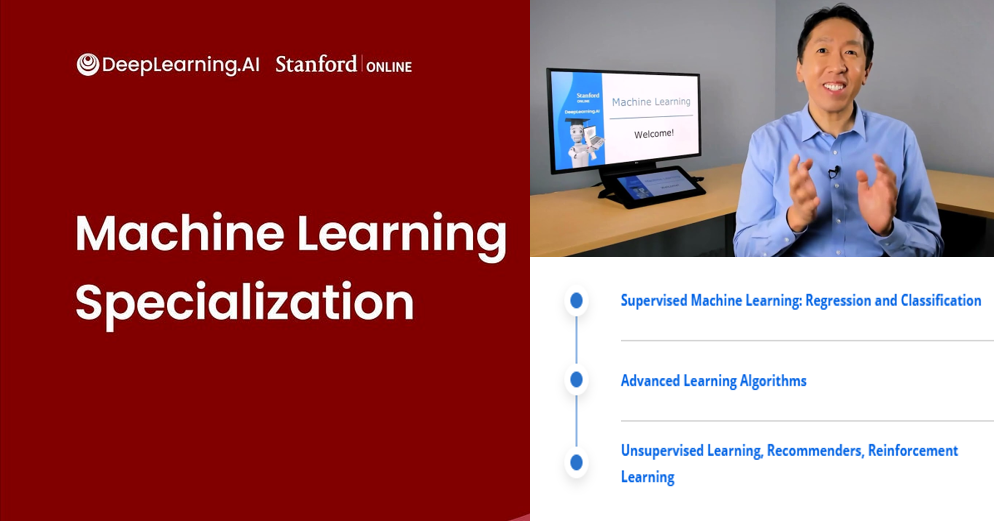 DeepLearning.AI Stanford | ONLINE
Machine Learning
Specialization
Stanford
ONLINE
DeepLearning.AI
Machine Learning
Welcome!
Supervised Machine Learning: Regression and Classification
Advanced Learning Algorithms
Unsupervised Learning, Recommenders, Reinforcement
Learning